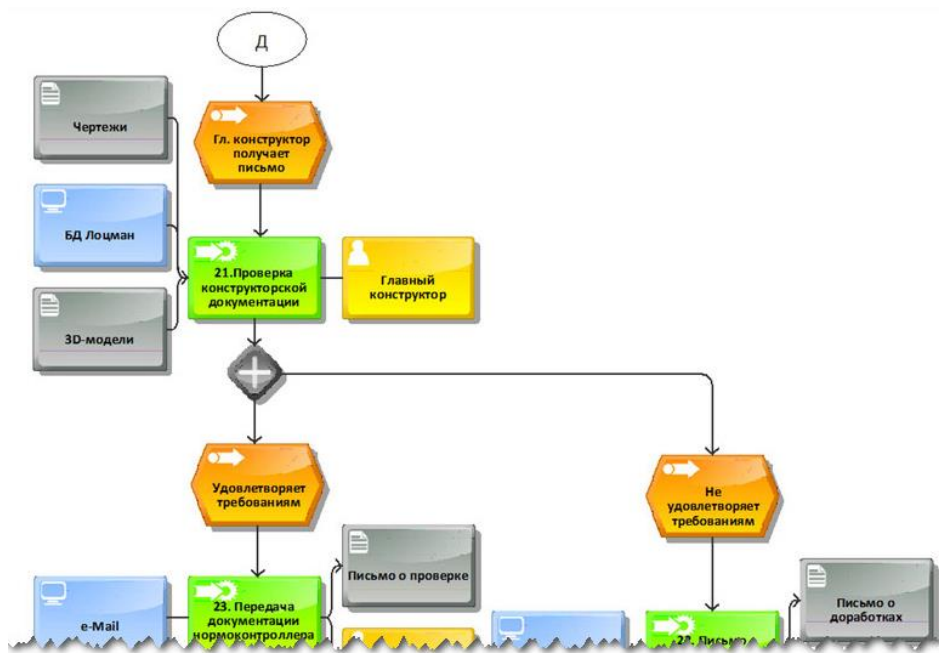 Д
Чертежи
Гл. конструктор
получает
письмо
БД Лоцман
21.Проверка
конструкторской
документации
Главный
конструктор
3D-модели
Удовлетворяет
требованиям
Не
удовлетворяет
требованиям
e-Mail
23. Передача
документации
нормоконтроллера
Письмо о проверке
Письмо
Письмо о
доработках